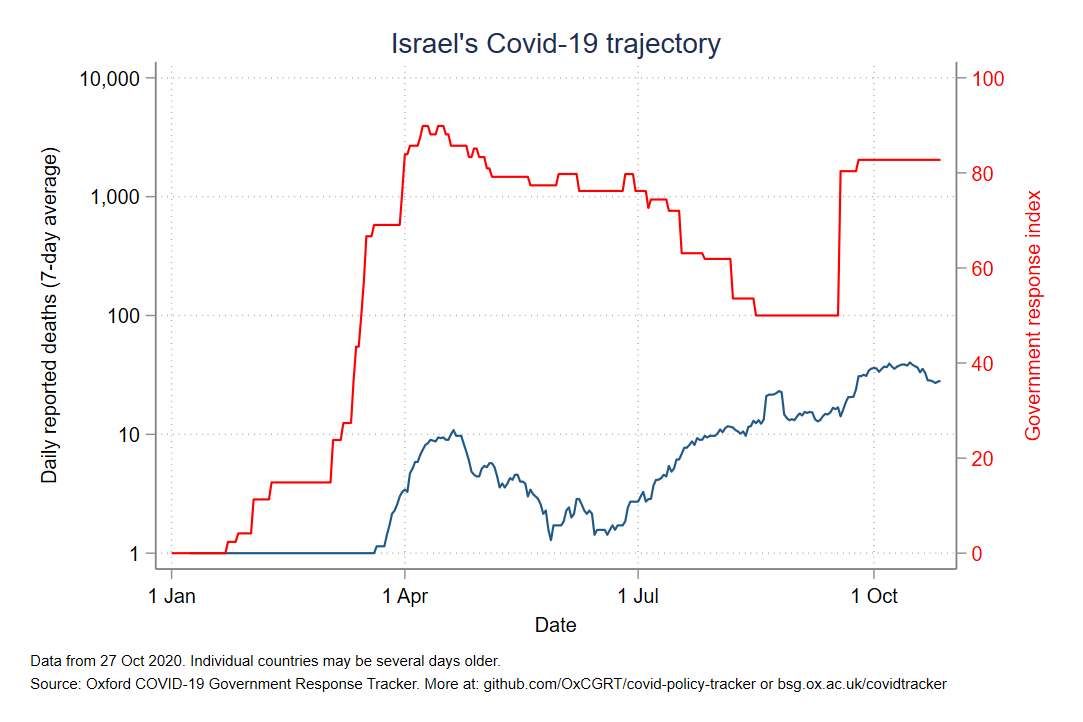 Israel's Covid-19 trajectory
10,000
1,000
100
10
1
Daily reported deaths (7-day average)
100
80
60
40
20
0
Government response index
1 Jan
1 Apr
1 Jul
1 Oct
Date
Data from 27 Oct 2020. Individual countries may be several days older.
Source: Oxford COVID-19 Government Response Tracker. More at: github.com/OxCGRT/covid-policy-tracker or bsg.ox.ac.uk/covidtracker